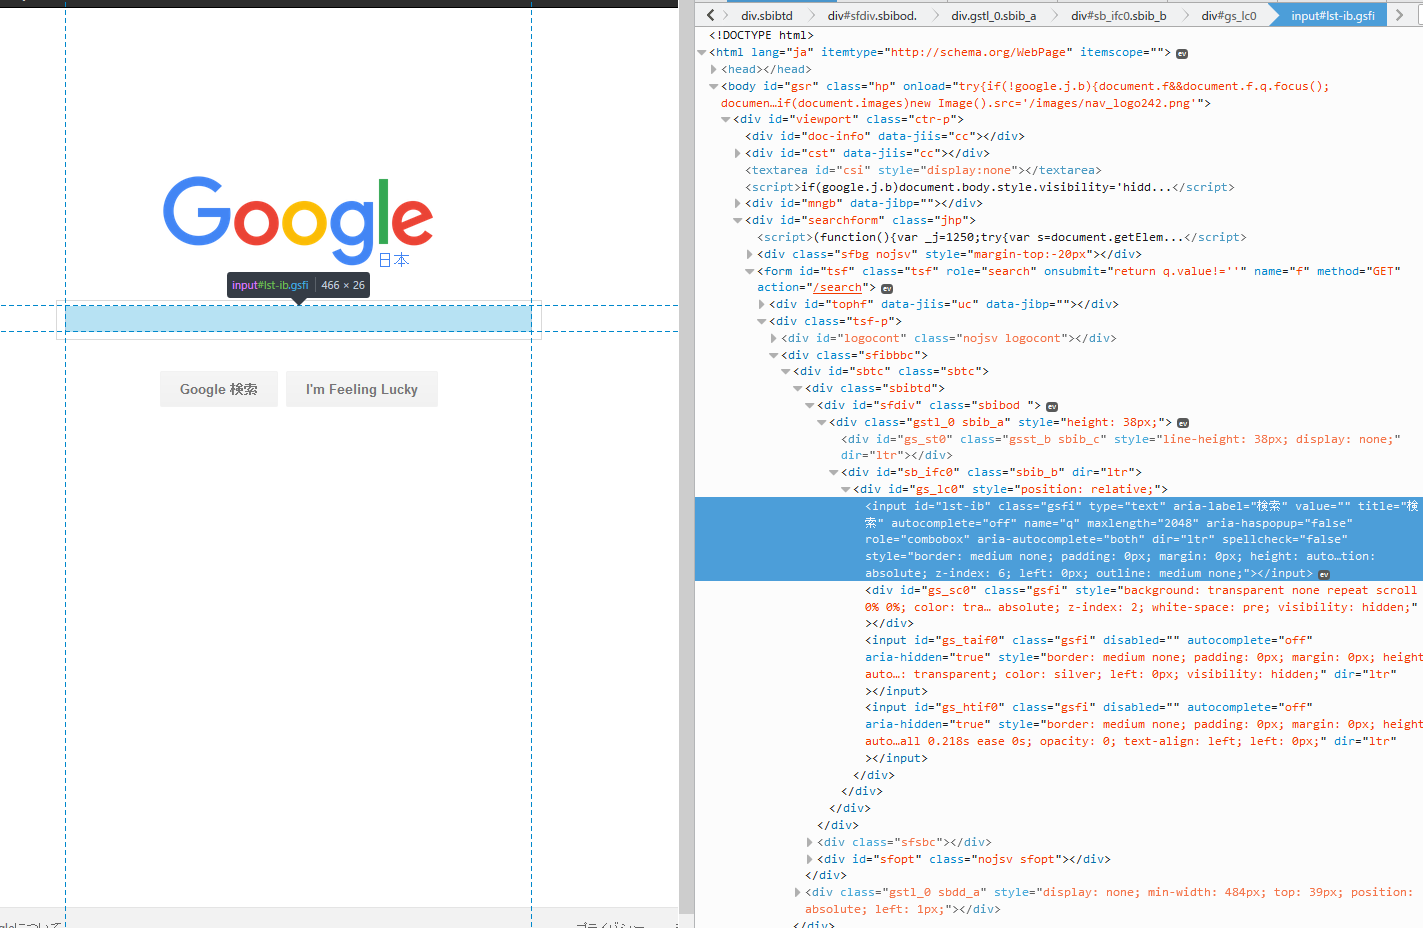 Google
日本
input#lst-ib.gsfi 466 × 26
Google 検索 I'm Feeling Lucky
について
プライバシー
div.sbibtd div#sfdiv.sbibod. div.gstl_0.sbib_a div#sb_ifc0.sbib_b div#gs_lc0 input#lst-ib.gsfi
<!DOCTYPE html>
<html lang="ja" itemtype="http://schema.org/WebPage" itemscope=""> ev
<head></head>
<body id="gsr" class="hp" onload="try{if(!google.j.b){document.f&&document.f.q.focus();
documen…if(document.images)new Image().src='/images/nav_logo242.png'">
<div id="viewport" class="ctr-p">
<div id="doc-info" data-jiis="cc"></div>
<div id="cst" data-jiis="cc"></div>
<textarea id="csi" style="display:none"></textarea>
<script>if(google.j.b)document.body.style.visibility='hidd...</script>
<div id="mngb" data-jibp=""></div>
<div id="searchform" class="jhp">
<script>(function(){var _j=1250;try{var s=document.getElem...</script>
<div class="sfbg nojsv" style="margin-top:-20px"></div>
<form id="tsf" class="tsf" role="search" onsubmit="return q.value!=''" name="f" method="GET"
action="/search"> ev
<div id="tophf" data-jiis="uc" data-jibp=""></div>
<div class="tsf-p">
<div id="logocont" class="nojsv logocont"></div>
<div class="sfibbbc">
<div id="sbtc" class="sbtc">
<div class="sbibtd">
<div id="sfdiv" class="sbibod "> ev
<div class="gstl_0 sbib_a" style="height: 38px;"> ev
<div id="gs_st0" class="gsst_b sbib_c" style="line-height: 38px; display: none;"
dir="ltr"></div>
<div id="sb_ifc0" class="sbib_b" dir="ltr">
<div id="gs_lc0" style="position: relative;">
<input id="lst-ib" class="gsfi" type="text" aria-label="検索" value="" title="検
索" autocomplete="off" name="q" maxlength="2048" aria-haspopup="false"
role="combobox" aria-autocomplete="both" dir="ltr" spellcheck="false"
style="border: medium none; padding: 0px; margin: 0px; height: auto…tion:
absolute; z-index: 6; left: 0px; outline: medium none;"></input> ev
<div id="gs_sc0" class="gsfi" style="background: transparent none repeat scroll
0% 0%; color: tra… absolute; z-index: 2; white-space: pre; visibility: hidden;"
></div>
<input id="gs_taif0" class="gsfi" disabled="" autocomplete="off"
aria-hidden="true" style="border: medium none; padding: 0px; margin: 0px; height
auto…: transparent; color: silver; left: 0px; visibility: hidden;" dir="ltr"
></input>
<input id="gs_htif0" class="gsfi" disabled="" autocomplete="off"
aria-hidden="true" style="border: medium none; padding: 0px; margin: 0px; height
auto…all 0.218s ease 0s; opacity: 0; text-align: left; left: 0px;" dir="ltr"
></input>
</div>
</div>
</div>
</div>
<div class="sfsbc"></div>
<div id="sfopt" class="nojsv sfopt"></div>
</div>
<div class="gstl_0 sbdd_a" style="display: none; min-width: 484px; top: 39px; position:
absolute; left: 1px;"></div>
</div>